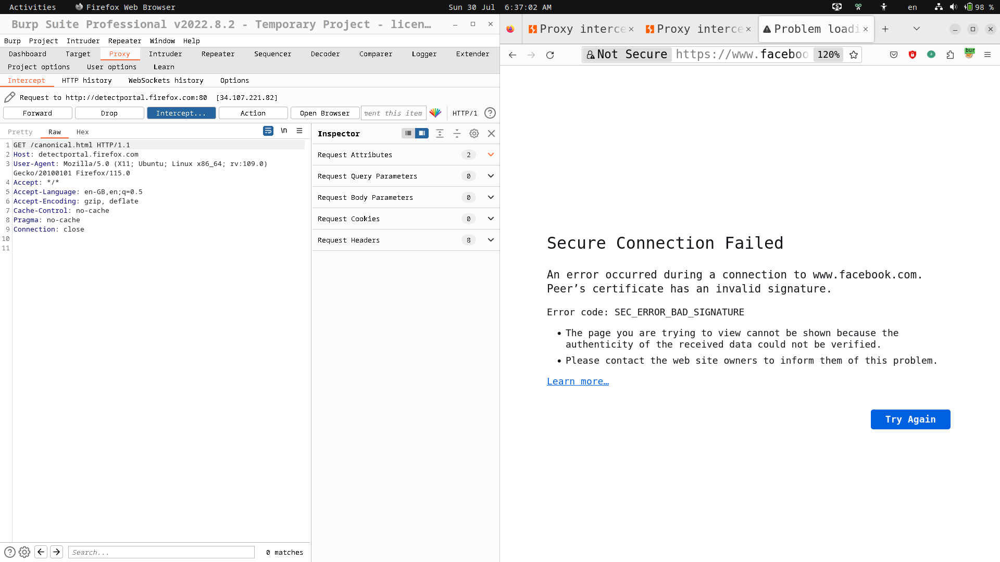 Activities
Firefox Web Browser
Sun 30 Jul 6:37:02 AM
en
98 %
Burp Suite Professional v2022.8.2 - Temporary Project - licen…
Burp Project Intruder Repeater Window Help
Dashboard Target Proxy Intruder Repeater Sequencer Decoder Comparer Logger Extender
Project options User options Learn
Intercept HTTP history WebSockets history Options
Request to http://detectportal.firefox.com:80 [34.107.221.82]
Forward Drop Intercept... Action Open Browser ment this item HTTP/1 ?
Pretty Raw Hex \n
1 GET /canonical.html HTTP/1.1
2 Host: detectportal.firefox.com
3 User-Agent: Mozilla/5.0 (X11; Ubuntu; Linux x86_64; rv:109.0)
Gecko/20100101 Firefox/115.0
4 Accept: */*
5 Accept-Language: en-GB,en;q=0.5
6 Accept-Encoding: gzip, deflate
7 Cache-Control: no-cache
8 Pragma: no-cache
9 Connection: close
10
11
? Search... 0 matches
Inspector
Request Attributes 2
Request Query Parameters 0
Request Body Parameters 0
Request Cookies 0
Request Headers 8
Proxy interce Proxy interce Problem loadi
Not Secure https://www.faceboo 120%
bur
Secure Connection Failed
An error occurred during a connection to www.facebook.com.
Peer’s certificate has an invalid signature.
Error code: SEC_ERROR_BAD_SIGNATURE
• The page you are trying to view cannot be shown because the
authenticity of the received data could not be verified.
• Please contact the web site owners to inform them of this problem.
Learn more…
Try Again